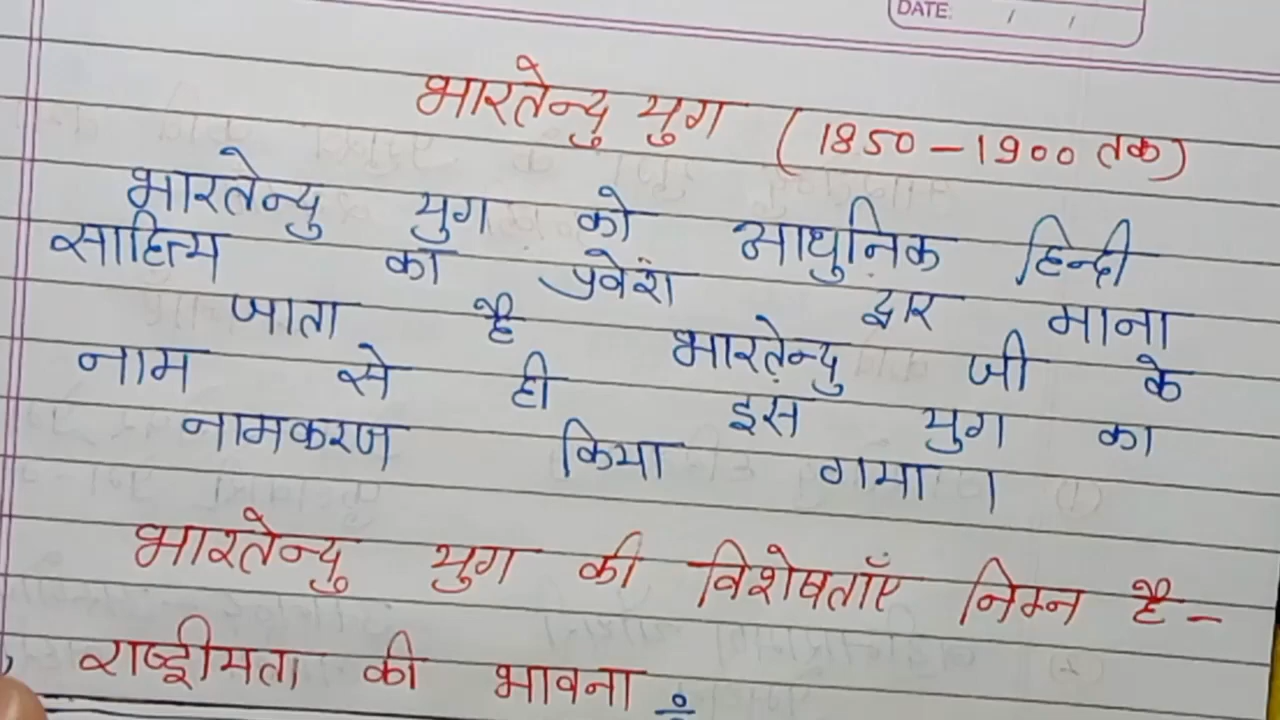 DATE: / /
भारतेन्दु युग (1850-1900 तक)
भारतेन्दु युग को आधुनिक हिन्दी
साहित्य का प्रवेश द्वार माना
जाता है भारतेन्दु जी के
नाम से ही इस युग का
नामकरण किया गया ।
भारतेन्दु युग की विशेषताएँ निम्न है-
राष्ट्रीयता की भावना ÷